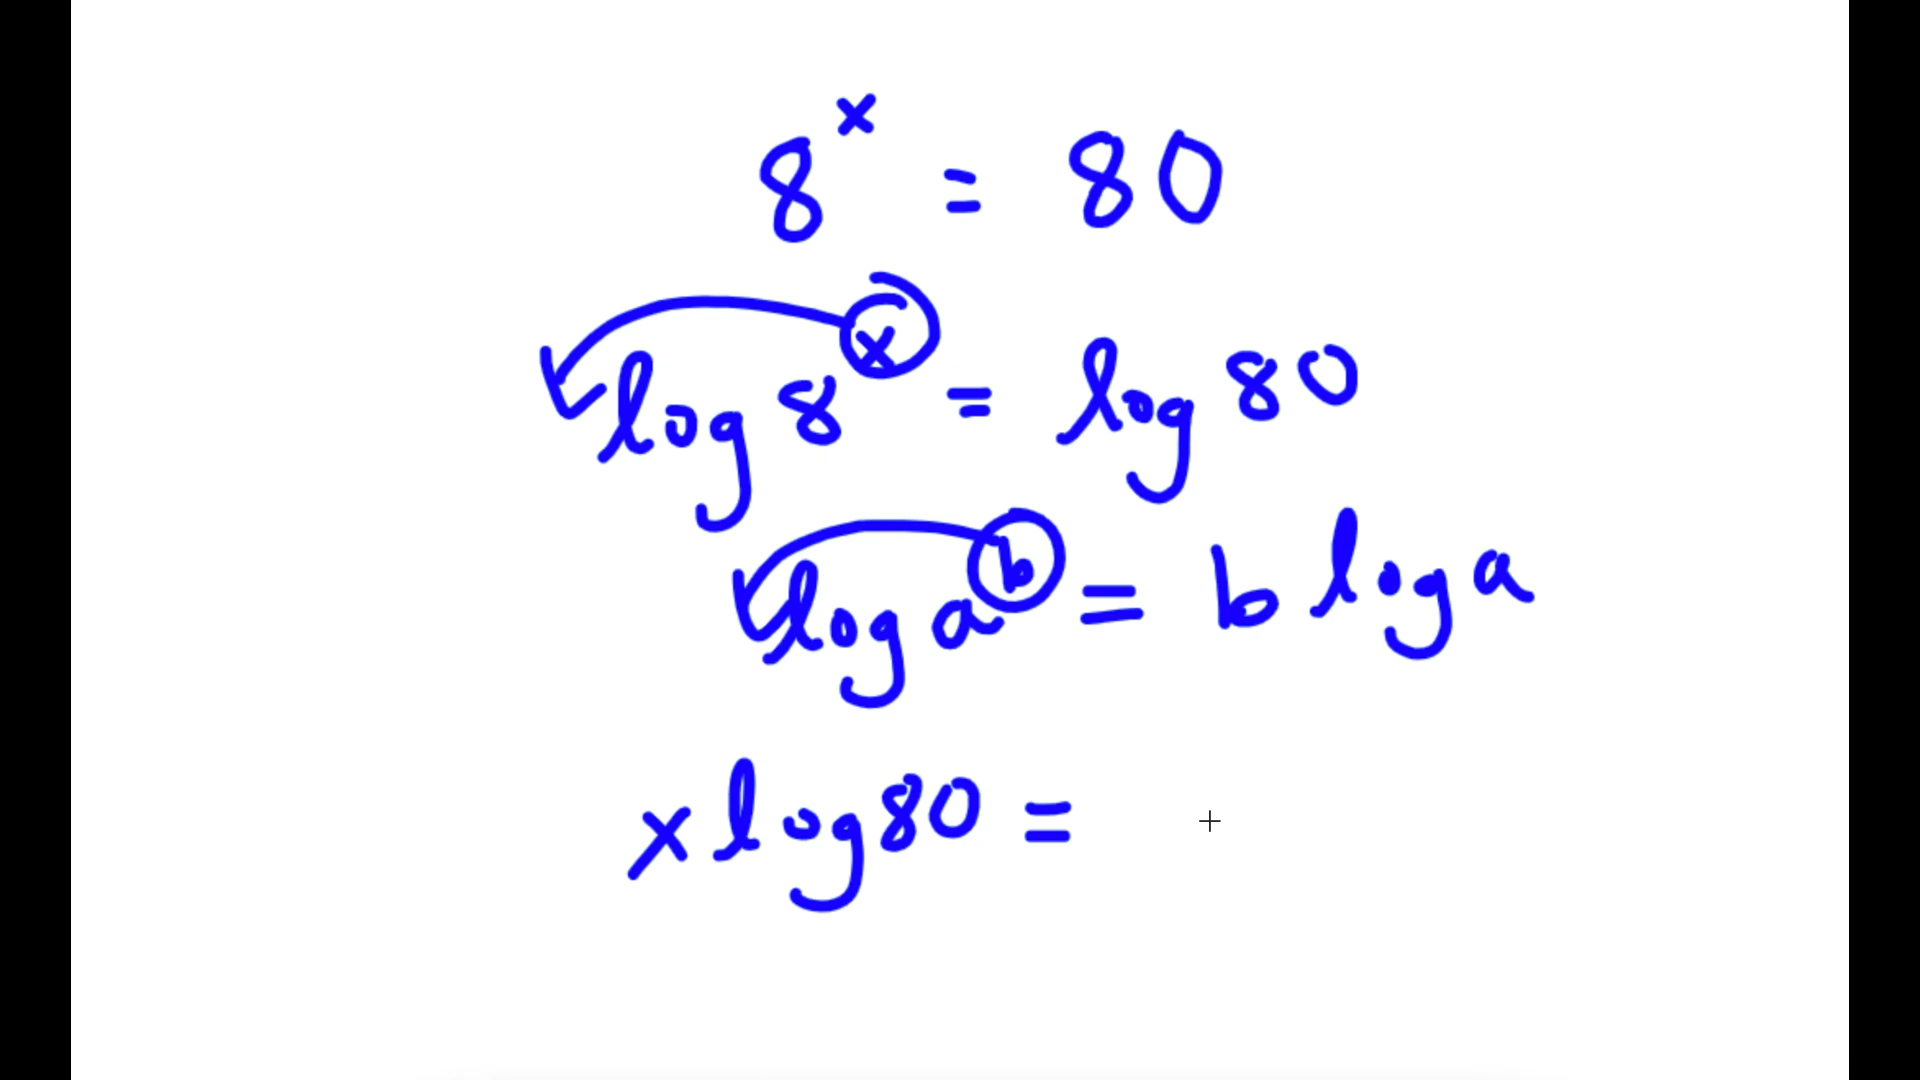 8^x = 80
log 8^x = log 80
log a^b = b log a
x log 80 =